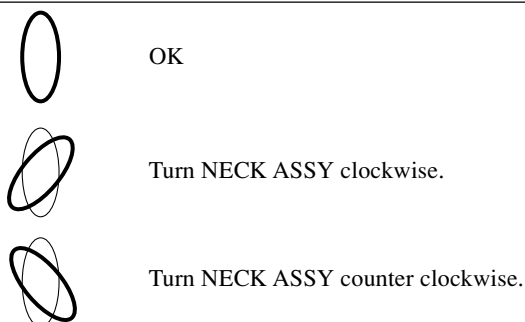 OK
Turn NECK ASSY clockwise.
Turn NECK ASSY counter clockwise.